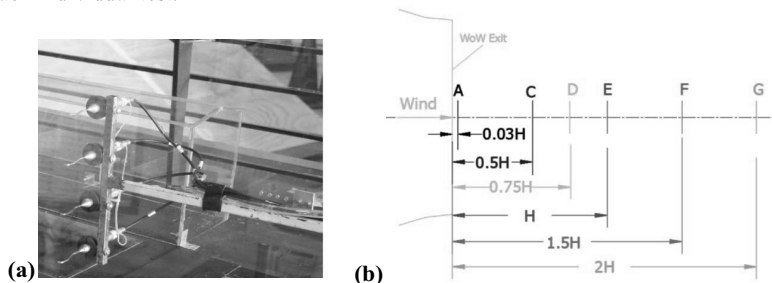 WoW Exit
A C D E F G
Wind
0.03H
0.5H
0.75H
H
1.5H
2H
(a) (b)